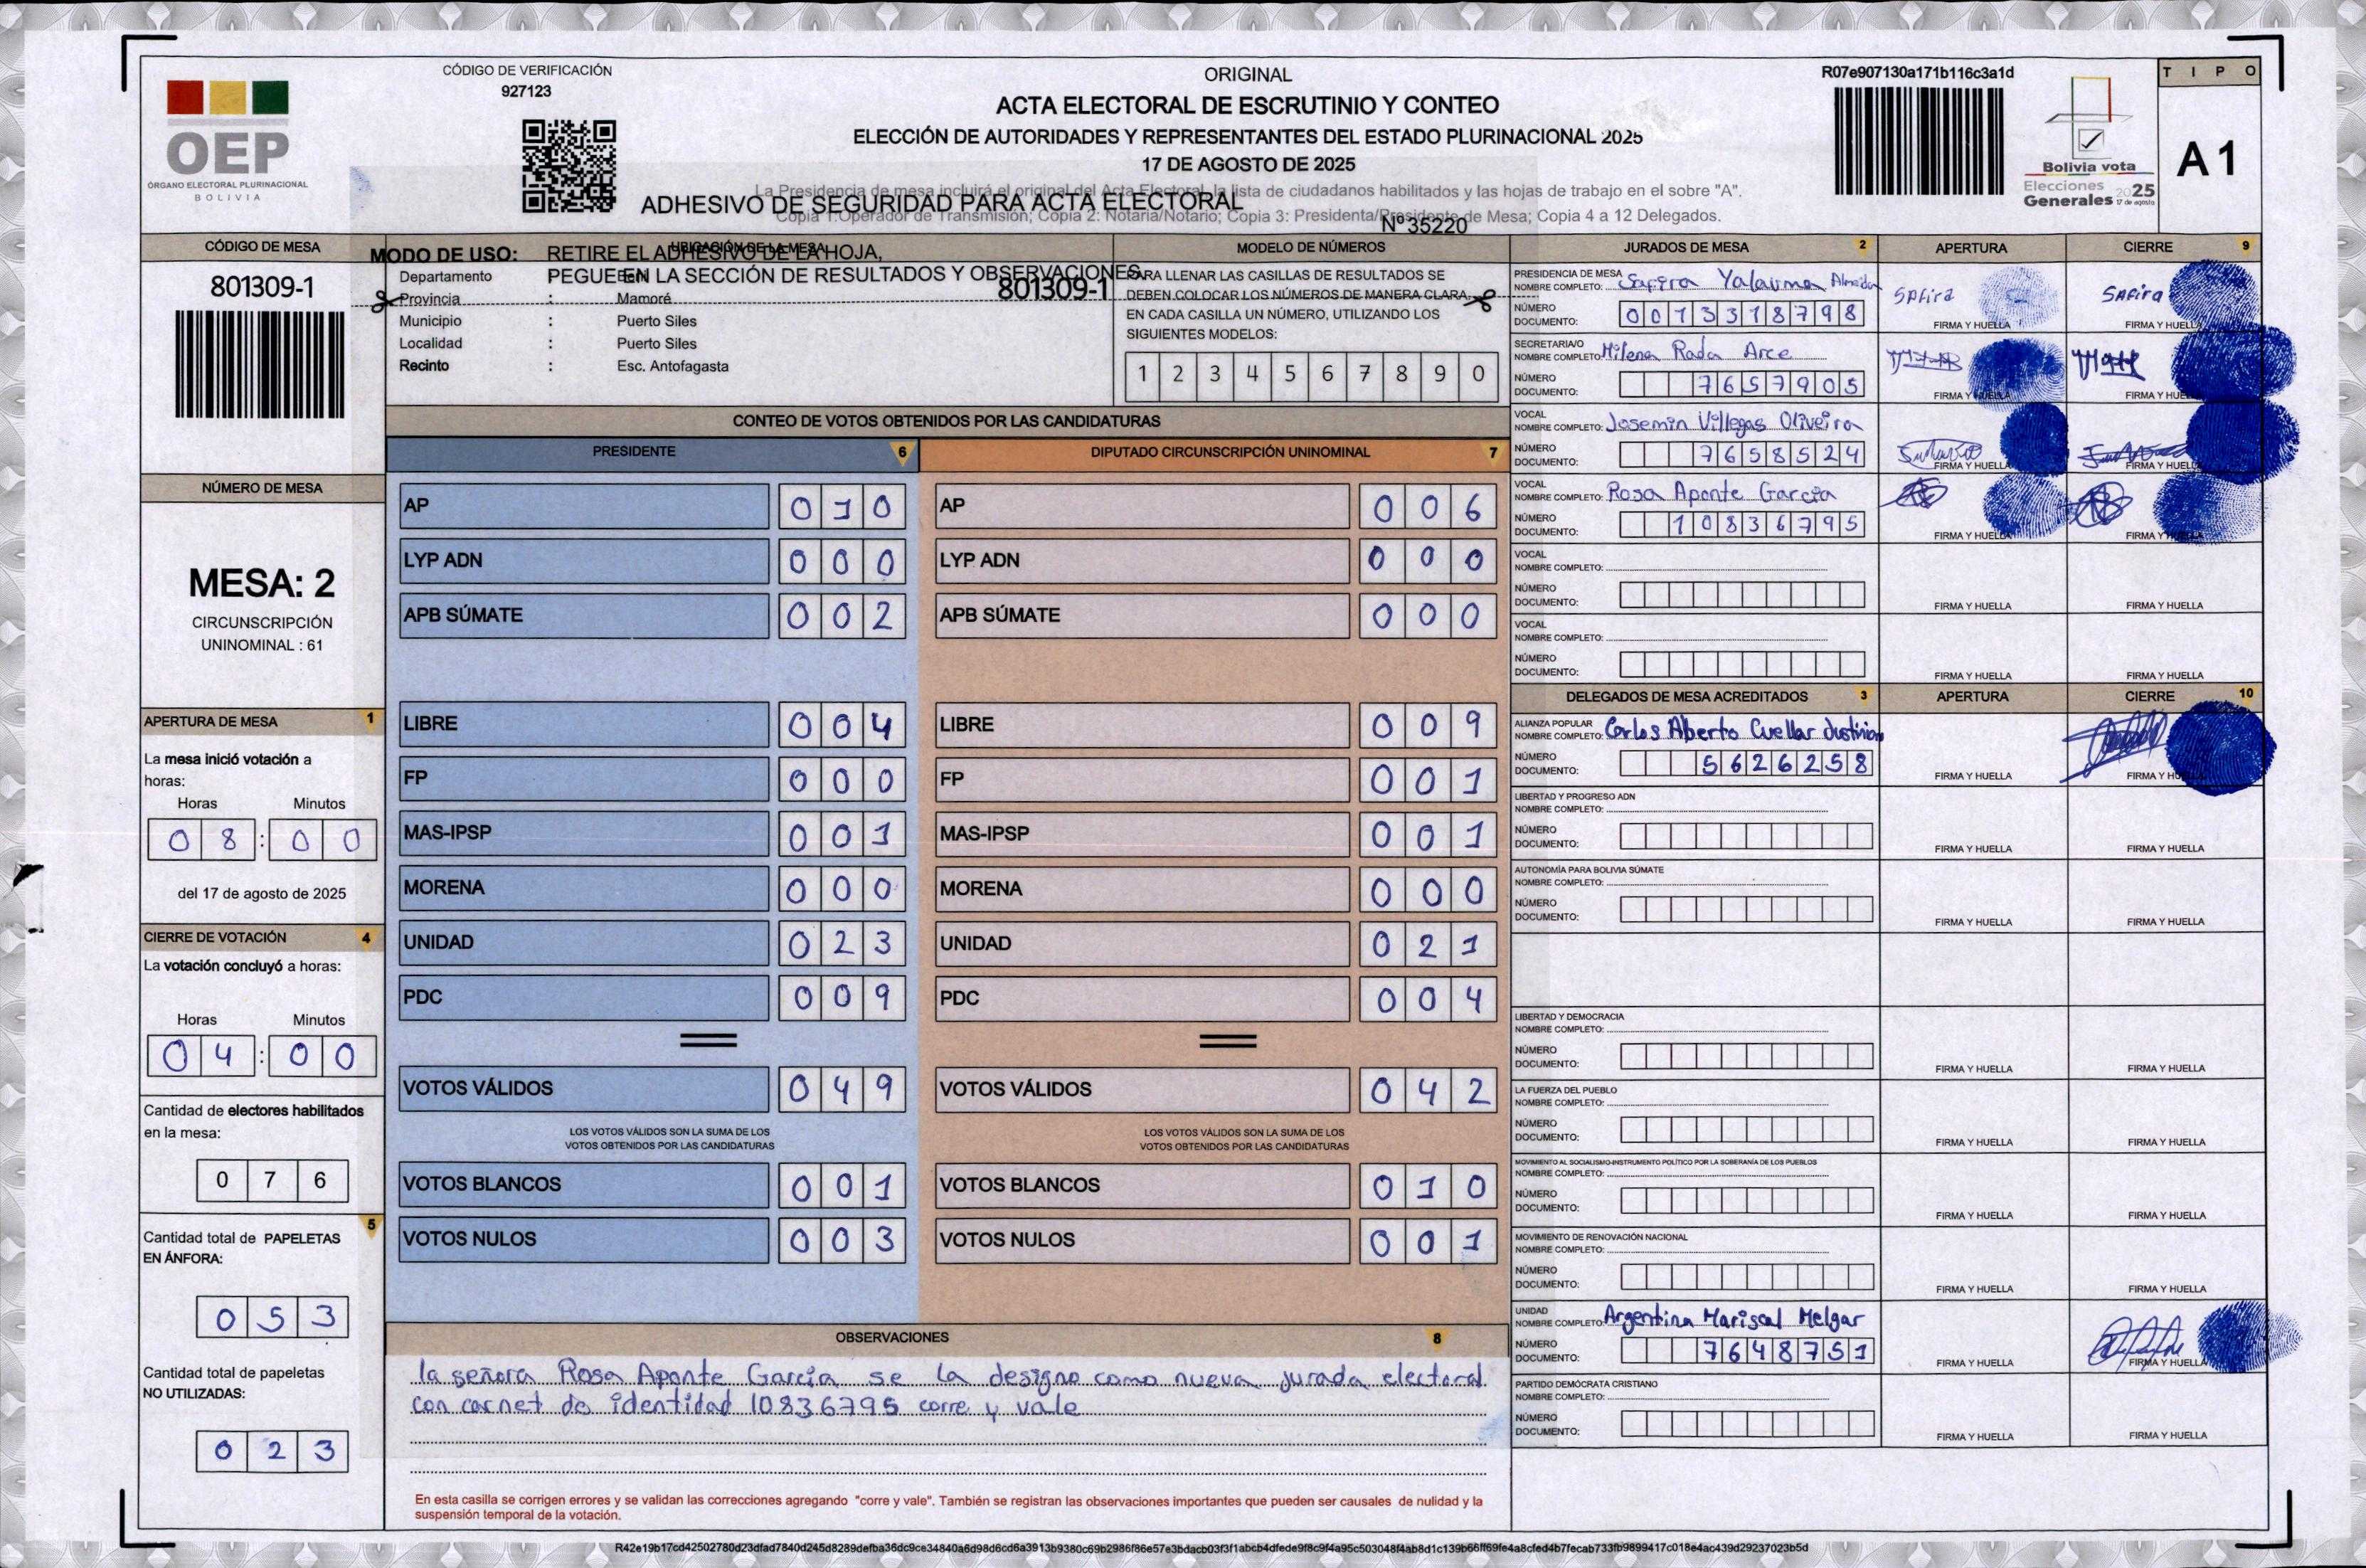 CÓDIGO DE VERIFICACIÓN
927123
OEP
ÓRGANO ELECTORAL PLURINACIONAL
BOLIVIA
ORIGINAL
ACTA ELECTORAL DE ESCRUTINIO Y CONTEO
ELECCIÓN DE AUTORIDADES Y REPRESENTANTES DEL ESTADO PLURINACIONAL 2025
17 DE AGOSTO DE 2025
La Presidencia de mesa incluirá el original del Acta Electoral, la lista de ciudadanos habilitados y las hojas de trabajo en el sobre "A".
Copia 1:Operador de Transmisión; Copia 2: Notaria/Notario; Copia 3: Presidenta/Presidente de Mesa; Copia 4 a 12 Delegados.
ADHESIVO DE SEGURIDAD PARA ACTA ELECTORAL
Nº35220
MODO DE USO: RETIRE EL ADHESIVO DE LA HOJA,
PEGUE EN LA SECCIÓN DE RESULTADOS Y OBSERVACIONES
801309-1
R07e907130a171b116c3a1d
Bolivia vota
Elecciones
Generales 2025
17 de agosto
TIPO
A1
CÓDIGO DE MESA
801309-1
NÚMERO DE MESA
MESA: 2
CIRCUNSCRIPCIÓN
UNINOMINAL : 61
APERTURA DE MESA 1
La mesa inició votación a
horas:
Horas Minutos
08:00
del 17 de agosto de 2025
CIERRE DE VOTACIÓN 4
La votación concluyó a horas:
Horas Minutos
04:00
Cantidad de electores habilitados
en la mesa:
076
5
Cantidad total de PAPELETAS
EN ÁNFORA:
053
Cantidad total de papeletas
NO UTILIZADAS:
023
UBICACIÓN DE LA MESA
Departamento
Provincia : Mamoré
Municipio : Puerto Siles
Localidad : Puerto Siles
Recinto : Esc. Antofagasta
MODELO DE NÚMEROS
PARA LLENAR LAS CASILLAS DE RESULTADOS SE
DEBEN COLOCAR LOS NÚMEROS DE MANERA CLARA,
EN CADA CASILLA UN NÚMERO, UTILIZANDO LOS
SIGUIENTES MODELOS:
1 2 3 4 5 6 7 8 9 0
CONTEO DE VOTOS OBTENIDOS POR LAS CANDIDATURAS
PRESIDENTE 6
AP 010
LYP ADN 000
APB SÚMATE 002
LIBRE 004
FP 000
MAS-IPSP 001
MORENA 000
UNIDAD 023
PDC 009
VOTOS VÁLIDOS 049
LOS VOTOS VÁLIDOS SON LA SUMA DE LOS
VOTOS OBTENIDOS POR LAS CANDIDATURAS
VOTOS BLANCOS 001
VOTOS NULOS 003
DIPUTADO CIRCUNSCRIPCIÓN UNINOMINAL 7
AP 006
LYP ADN 000
APB SÚMATE 000
LIBRE 009
FP 001
MAS-IPSP 001
MORENA 000
UNIDAD 021
PDC 004
VOTOS VÁLIDOS 042
LOS VOTOS VÁLIDOS SON LA SUMA DE LOS
VOTOS OBTENIDOS POR LAS CANDIDATURAS
VOTOS BLANCOS 010
VOTOS NULOS 001
OBSERVACIONES 8
la señora Rosa Aponte García se la designo como nueva jurada electoral
con carnet de identidad 10836795 corre y vale
En esta casilla se corrigen errores y se validan las correcciones agregando "corre y vale". También se registran las observaciones importantes que pueden ser causales de nulidad y la
suspensión temporal de la votación.
JURADOS DE MESA 2 APERTURA CIERRE 9
PRESIDENCIA DE MESA
NOMBRE COMPLETO: Safira Yalauma Almeida
NÚMERO
DOCUMENTO: 0013318798
Safira Safira
FIRMA Y HUELLA FIRMA Y HUELLA
SECRETARIA/O
NOMBRE COMPLETO: Milena Rada Arce
NÚMERO
DOCUMENTO: 7657905
FIRMA Y HUELLA FIRMA Y HUELLA
VOCAL
NOMBRE COMPLETO: Josemin Villegas Oliveira
NÚMERO
DOCUMENTO: 7658524
FIRMA Y HUELLA FIRMA Y HUELLA
VOCAL
NOMBRE COMPLETO: Rosa Aponte García
NÚMERO
DOCUMENTO: 10836795
FIRMA Y HUELLA FIRMA Y HUELLA
VOCAL
NOMBRE COMPLETO:
NÚMERO
DOCUMENTO:
FIRMA Y HUELLA FIRMA Y HUELLA
VOCAL
NOMBRE COMPLETO:
NÚMERO
DOCUMENTO:
FIRMA Y HUELLA FIRMA Y HUELLA
DELEGADOS DE MESA ACREDITADOS 3 APERTURA CIERRE 10
ALIANZA POPULAR
NOMBRE COMPLETO: Carlos Alberto Cuellar Justiniano
NÚMERO
DOCUMENTO: 5626258
FIRMA Y HUELLA FIRMA Y HUELLA
LIBERTAD Y PROGRESO ADN
NOMBRE COMPLETO:
NÚMERO
DOCUMENTO:
FIRMA Y HUELLA FIRMA Y HUELLA
AUTONOMÍA PARA BOLIVIA SÚMATE
NOMBRE COMPLETO:
NÚMERO
DOCUMENTO:
FIRMA Y HUELLA FIRMA Y HUELLA
LIBERTAD Y DEMOCRACIA
NOMBRE COMPLETO:
NÚMERO
DOCUMENTO:
FIRMA Y HUELLA FIRMA Y HUELLA
LA FUERZA DEL PUEBLO
NOMBRE COMPLETO:
NÚMERO
DOCUMENTO:
FIRMA Y HUELLA FIRMA Y HUELLA
MOVIMIENTO AL SOCIALISMO-INSTRUMENTO POLÍTICO POR LA SOBERANÍA DE LOS PUEBLOS
NOMBRE COMPLETO:
NÚMERO
DOCUMENTO:
FIRMA Y HUELLA FIRMA Y HUELLA
MOVIMIENTO DE RENOVACIÓN NACIONAL
NOMBRE COMPLETO:
NÚMERO
DOCUMENTO:
FIRMA Y HUELLA FIRMA Y HUELLA
UNIDAD
NOMBRE COMPLETO: Argentina Mariscal Melgar
NÚMERO
DOCUMENTO: 7648751
FIRMA Y HUELLA FIRMA Y HUELLA
PARTIDO DEMÓCRATA CRISTIANO
NOMBRE COMPLETO:
NÚMERO
DOCUMENTO:
FIRMA Y HUELLA FIRMA Y HUELLA